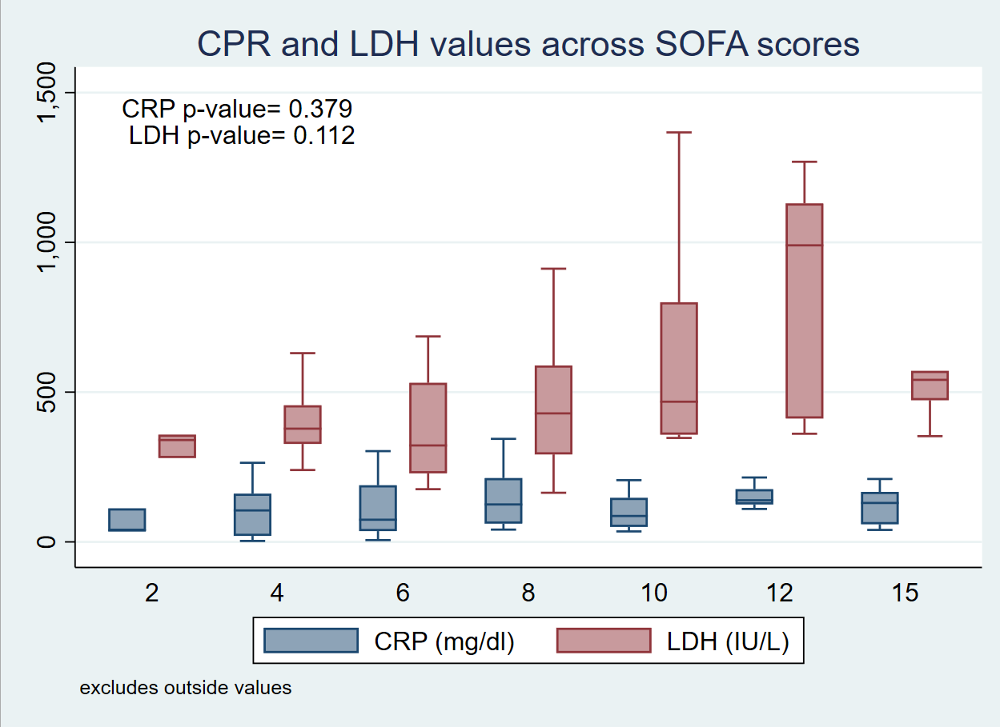 CPR and LDH values across SOFA scores
1,500
1,000
500
0
CRP p-value= 0.379
LDH p-value= 0.112
2 4 6 8 10 12 15
CRP (mg/dl) LDH (IU/L)
excludes outside values